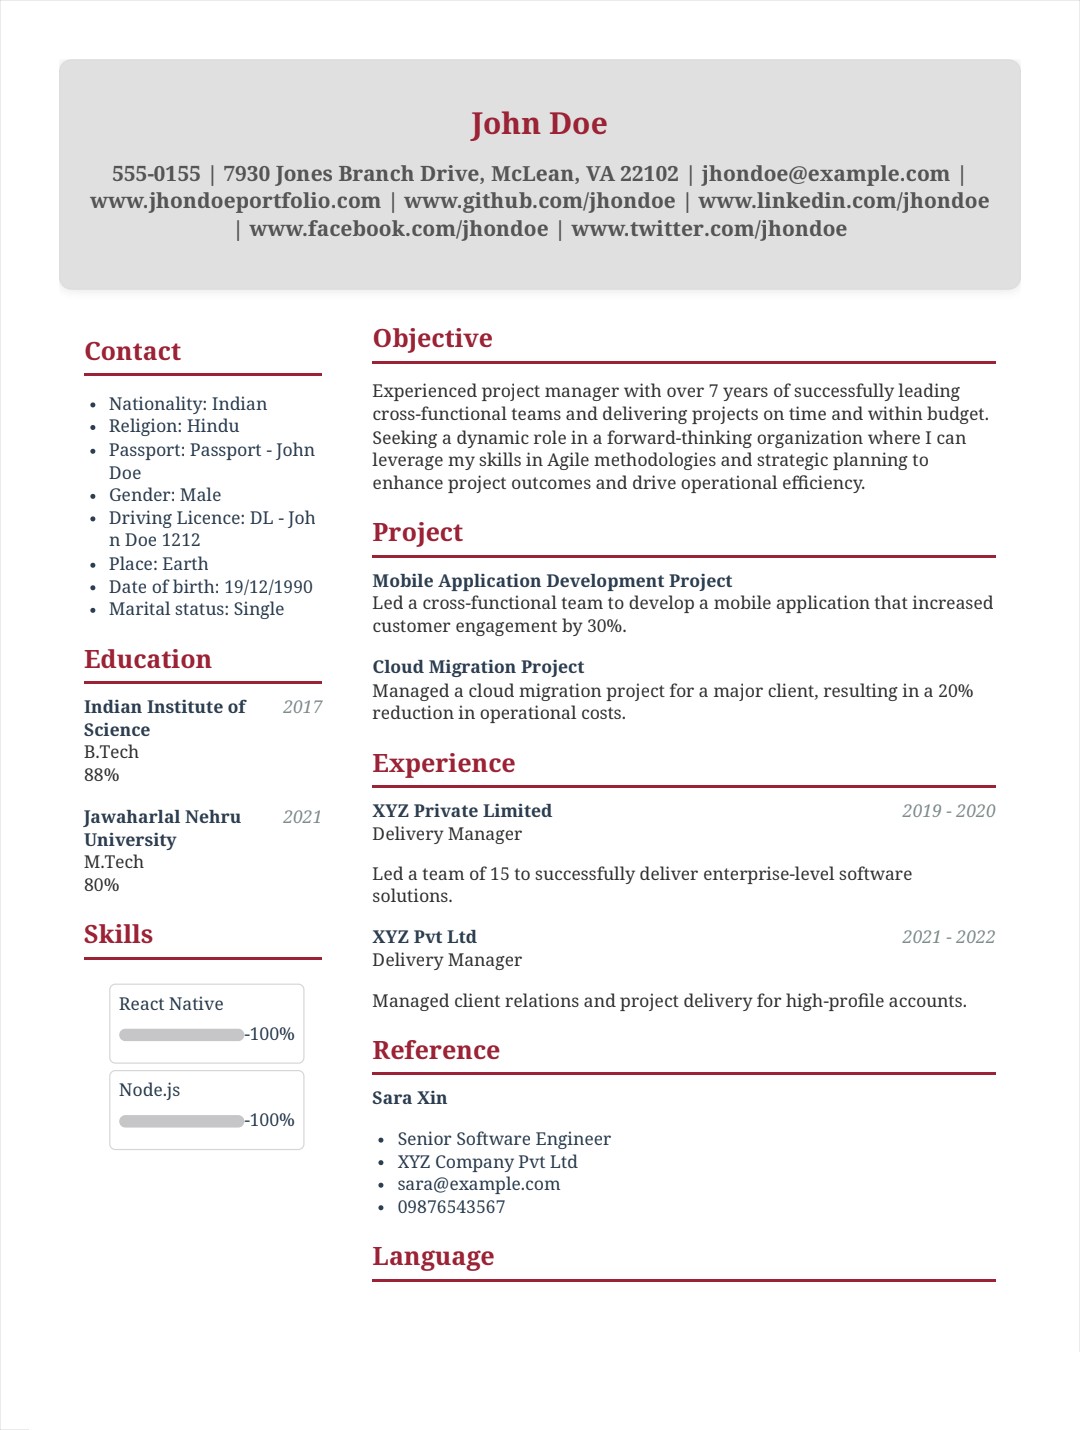 John Doe
555-0155 | 7930 Jones Branch Drive, McLean, VA 22102 | jhondoe@example.com |
www.jhondoeportfolio.com | www.github.com/jhondoe | www.linkedin.com/jhondoe
| www.facebook.com/jhondoe | www.twitter.com/jhondoe
Contact
• Nationality: Indian
• Religion: Hindu
• Passport: Passport - John
Doe
• Gender: Male
• Driving Licence: DL - Joh
n Doe 1212
• Place: Earth
• Date of birth: 19/12/1990
• Marital status: Single
Education
Indian Institute of 2017
Science
B.Tech
88%
Jawaharlal Nehru 2021
University
M.Tech
80%
Skills
React Native
-100%
Node.js
-100%
Objective
Experienced project manager with over 7 years of successfully leading
cross-functional teams and delivering projects on time and within budget.
Seeking a dynamic role in a forward-thinking organization where I can
leverage my skills in Agile methodologies and strategic planning to
enhance project outcomes and drive operational efficiency.
Project
Mobile Application Development Project
Led a cross-functional team to develop a mobile application that increased
customer engagement by 30%.
Cloud Migration Project
Managed a cloud migration project for a major client, resulting in a 20%
reduction in operational costs.
Experience
XYZ Private Limited 2019 - 2020
Delivery Manager
Led a team of 15 to successfully deliver enterprise-level software
solutions.
XYZ Pvt Ltd 2021 - 2022
Delivery Manager
Managed client relations and project delivery for high-profile accounts.
Reference
Sara Xin
• Senior Software Engineer
• XYZ Company Pvt Ltd
• sara@example.com
• 09876543567
Language